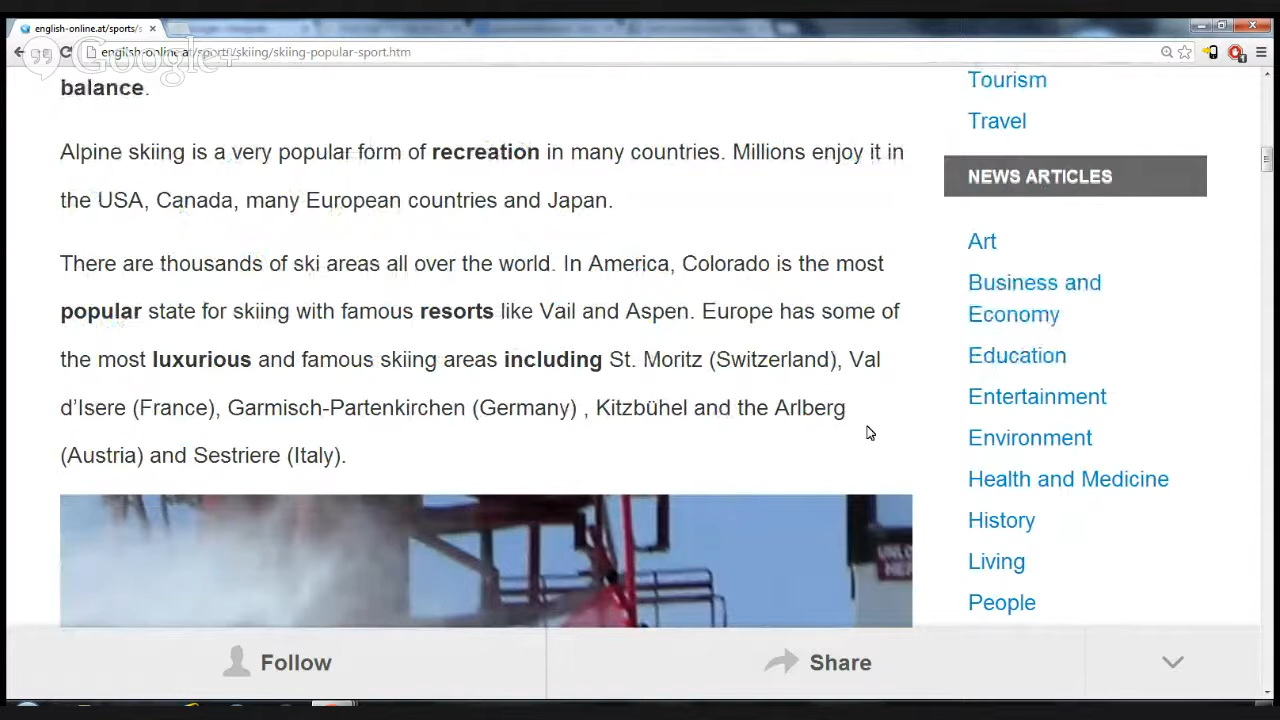 english-online.at/sports/s
english-online.at/sports/skiing/skiing-popular-sport.htm
Google+
balance.
Alpine skiing is a very popular form of recreation in many countries. Millions enjoy it in
the USA, Canada, many European countries and Japan.
There are thousands of ski areas all over the world. In America, Colorado is the most
popular state for skiing with famous resorts like Vail and Aspen. Europe has some of
the most luxurious and famous skiing areas including St. Moritz (Switzerland), Val
d’Isere (France), Garmisch-Partenkirchen (Germany) , Kitzbühel and the Arlberg
(Austria) and Sestriere (Italy).
Tourism
Travel
NEWS ARTICLES
Art
Business and
Economy
Education
Entertainment
Environment
Health and Medicine
History
Living
People
Follow
Share